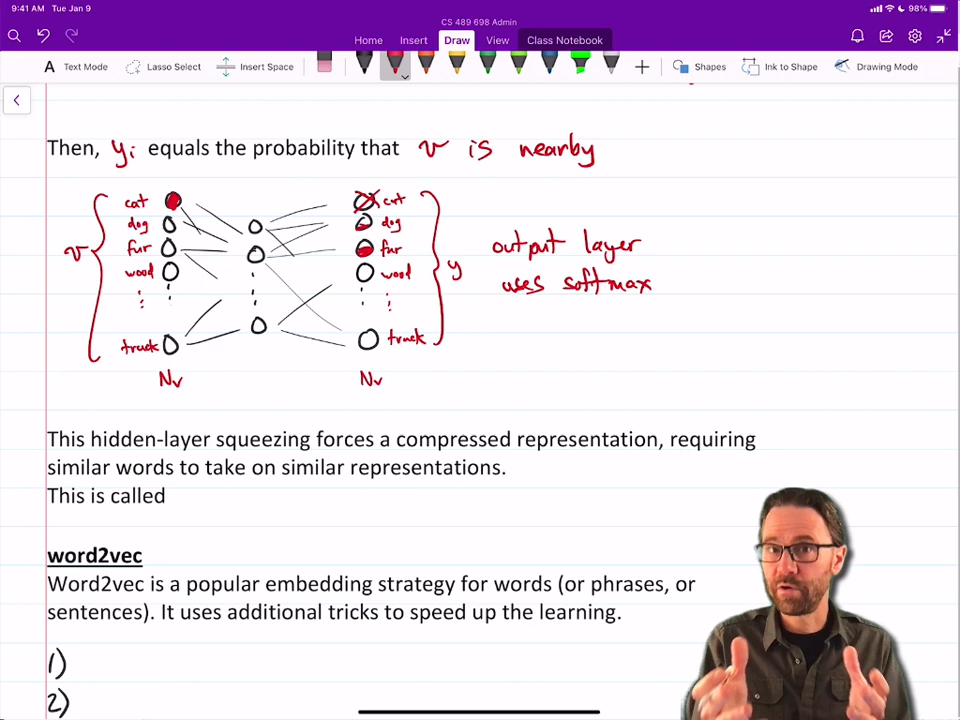 9:41 AM Tue Jan 9
98%
CS 489 698 Admin
Home Insert Draw View Class Notebook
Text Mode Lasso Select Insert Space Shapes Ink to Shape Drawing Mode
Then, yᵢ equals the probability that v is nearby
cat cat
dog dog
fur fur
v y
wood wood
truck truck
Nv Nv
output layer
uses softmax
This hidden-layer squeezing forces a compressed representation, requiring
similar words to take on similar representations.
This is called
word2vec
Word2vec is a popular embedding strategy for words (or phrases, or
sentences). It uses additional tricks to speed up the learning.
1)
2)